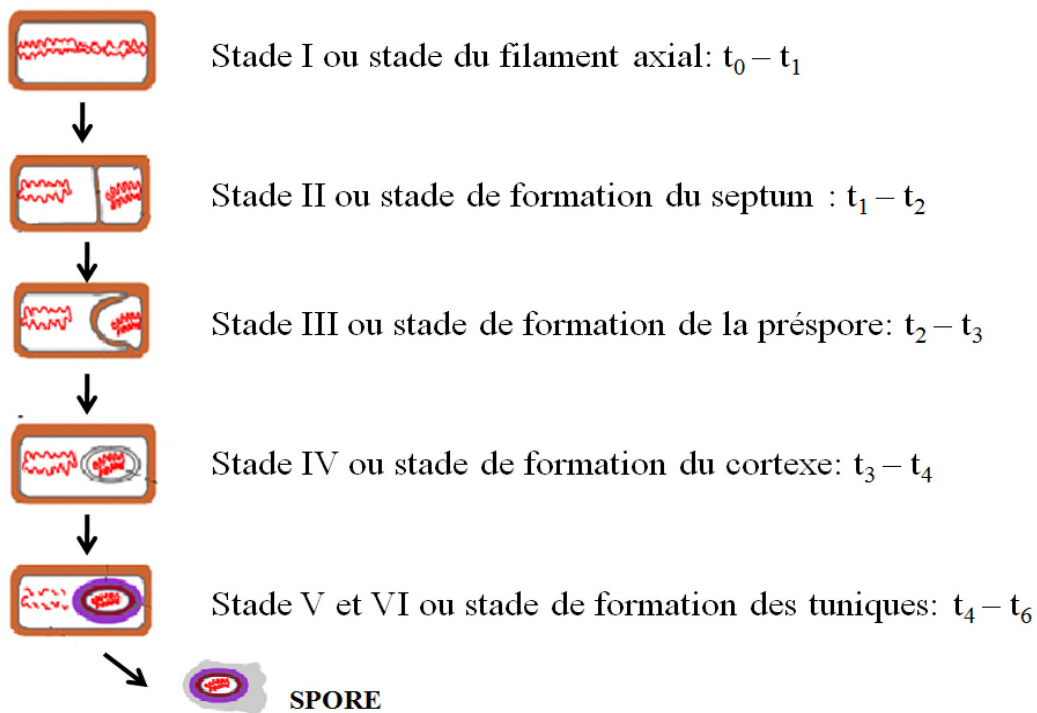 Stade I ou stade du filament axial: t₀ – t₁
Stade II ou stade de formation du septum : t₁ – t₂
Stade III ou stade de formation de la préspore: t₂ – t₃
Stade IV ou stade de formation du cortexe: t₃ – t₄
Stade V et VI ou stade de formation des tuniques: t₄ – t₆
SPORE